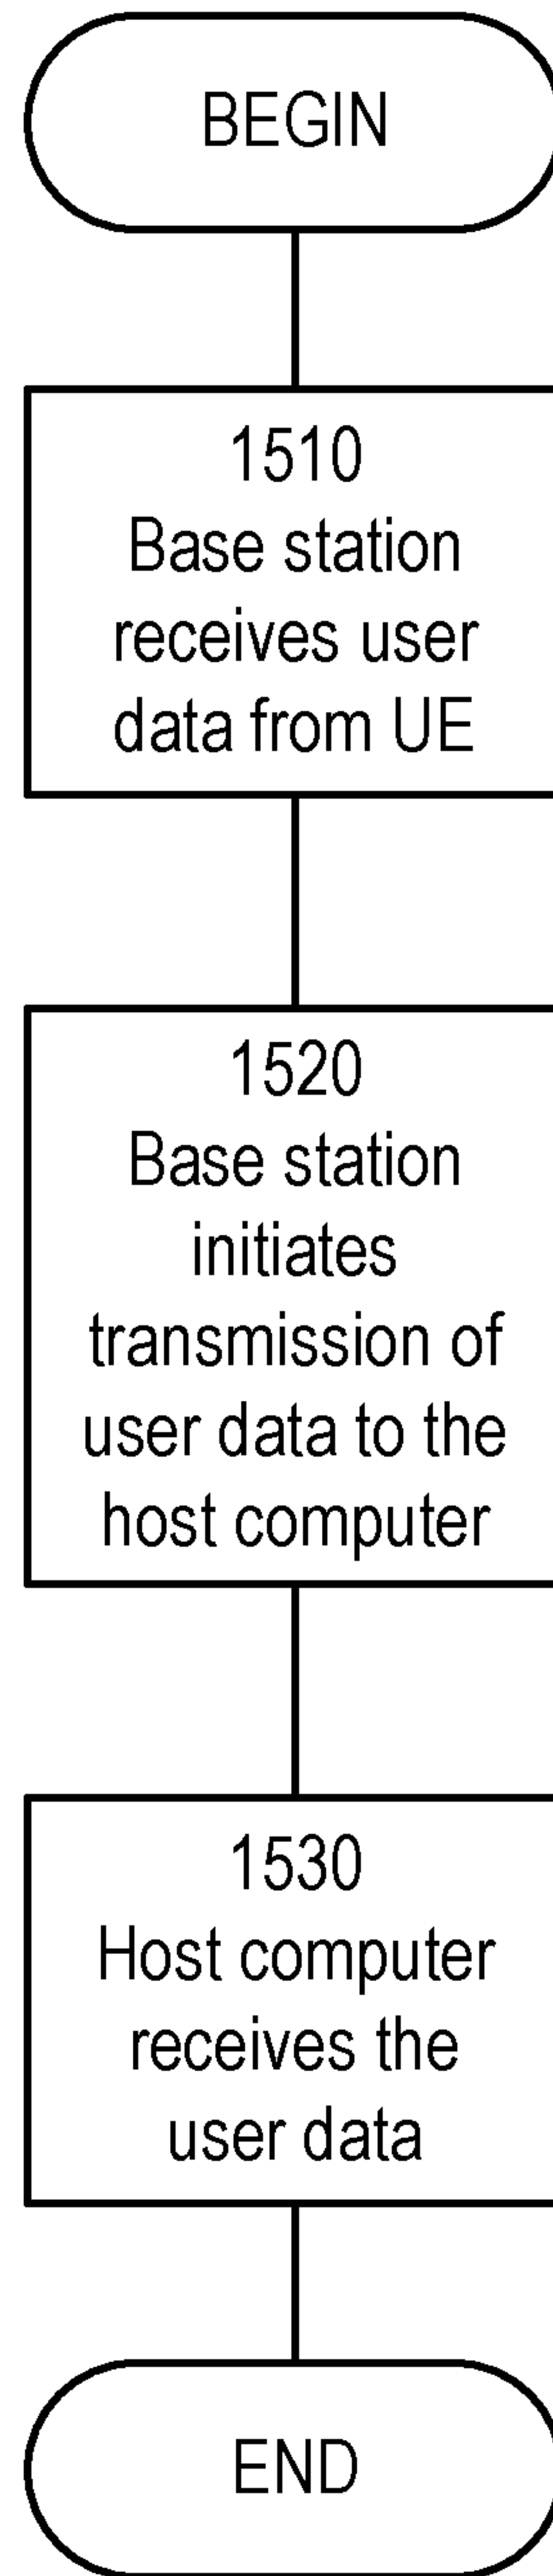 BEGIN
1510
Base station
receives user
data from UE
1520
Base station
initiates
transmission of
user data to the
host computer
1530
Host computer
receives the
user data
END